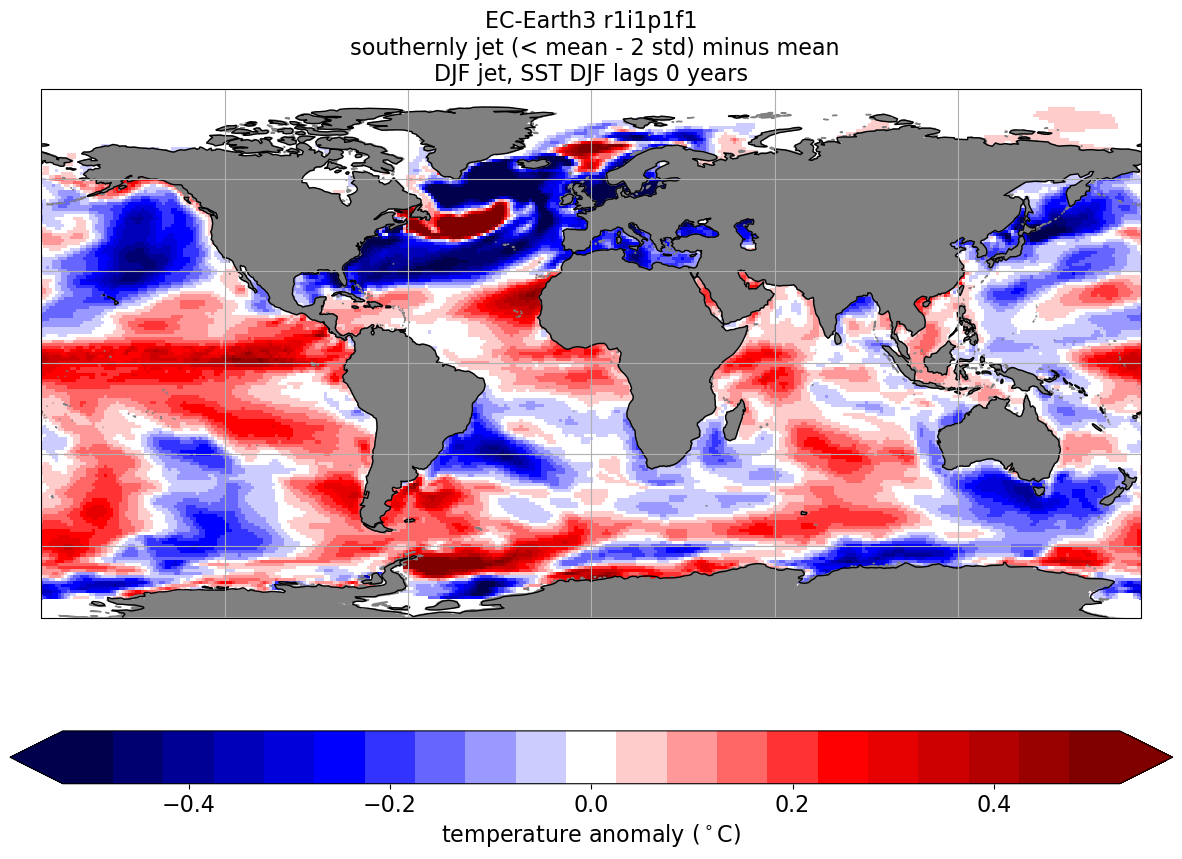 EC-Earth3 r1i1p1f1
southernly jet (< mean - 2 std) minus mean
DJF jet, SST DJF lags 0 years
−0.4 −0.2 0.0 0.2 0.4
temperature anomaly (°C)